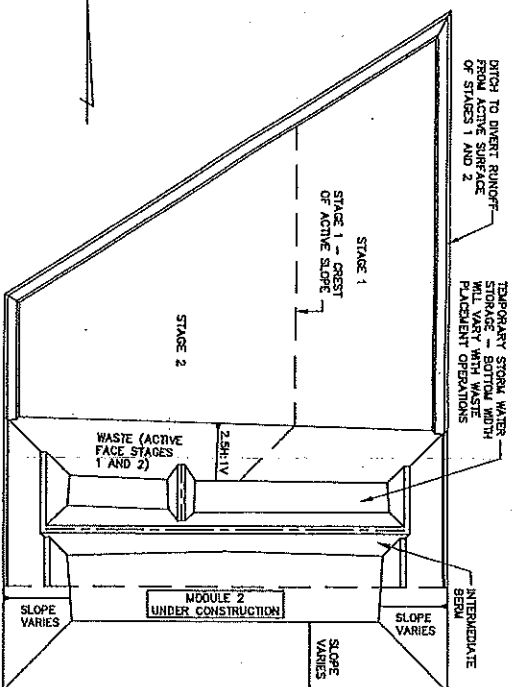 DITCH TO DIVERT RUNOFF
FROM ACTIVE SURFACE
OF STAGES 1 AND 2
TEMPORARY STORM WATER
STORAGE - BOTTOM WIDTH
WILL VARY WITH WASTE
PLACEMENT OPERATIONS
STAGE 1
STAGE 1 - CREST
OF ACTIVE SLOPE
STAGE 2
2.5H:1V
WASTE (ACTIVE
FACE STAGES
1 AND 2)
INTERMEDIATE
BERM
MODULE 2
UNDER CONSTRUCTION
SLOPE
VARIES
SLOPE
VARIES
SLOPE
VARIES